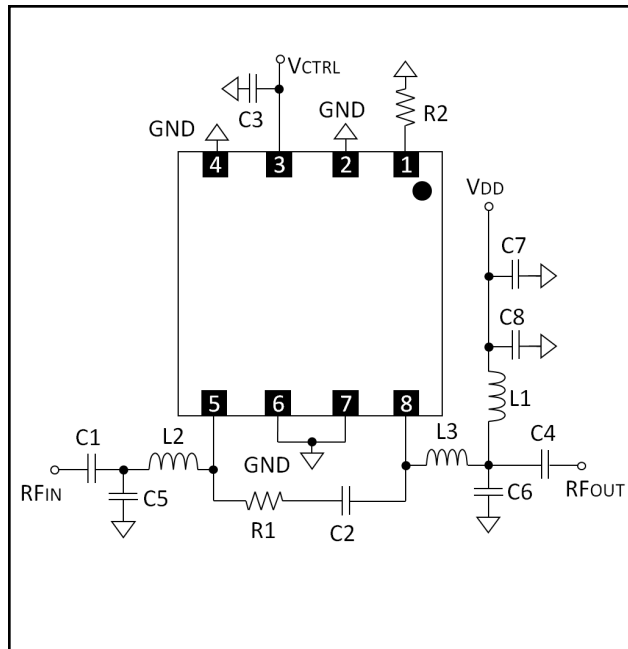 VCTRL
C3
R2
GND
GND
4
3
2
1
VDD
C7
C8
L1
5
6
7
8
C1
L2
GND
L3
C4
RFIN
C5
R1
C2
C6
RFOUT